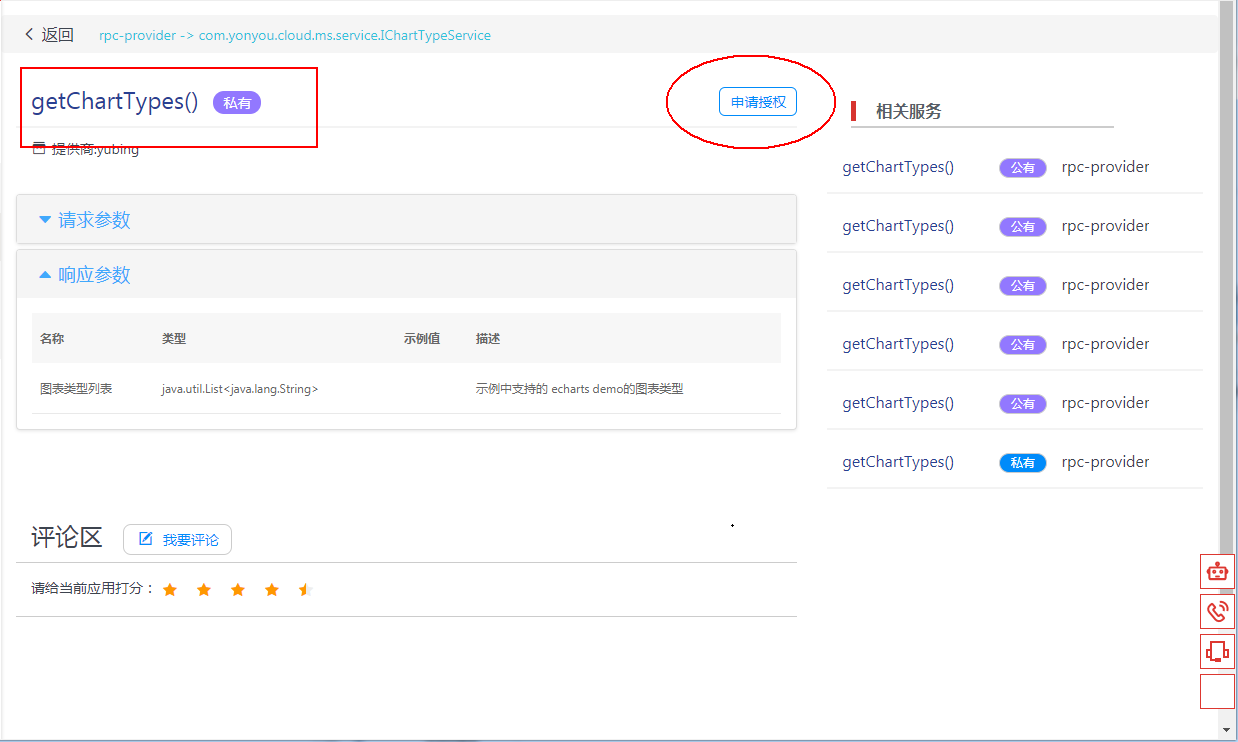 返回 rpc-provider -> com.yonyou.cloud.ms.service.IChartTypeService
getChartTypes() 私有
申请授权
提供商:yubing
请求参数
响应参数
名称 类型 示例值 描述
图表类型列表 java.util.List<java.lang.String> 示例中支持的 echarts demo的图表类型
评论区 我要评论
请给当前应用打分：
相关服务
getChartTypes() 公有 rpc-provider
getChartTypes() 公有 rpc-provider
getChartTypes() 公有 rpc-provider
getChartTypes() 公有 rpc-provider
getChartTypes() 公有 rpc-provider
getChartTypes() 私有 rpc-provider